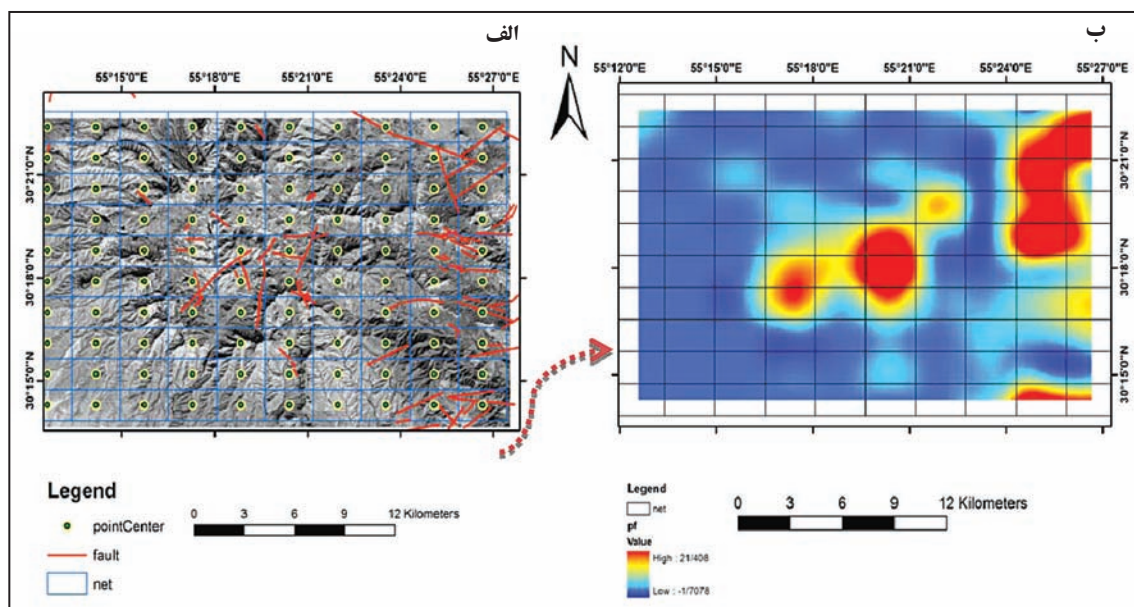 الف
ب
N
55°15'0"E 55°18'0"E 55°21'0"E 55°24'0"E 55°27'0"E
55°12'0"E 55°15'0"E 55°18'0"E 55°21'0"E 55°27'0"E
30°21'0"N
30°18'0"N
30°15'0"N
30°21'0"N
30°18'0"N
30°15'0"N
Legend
pointCenter
fault
net
0 3 6 9 12 Kilometers
Legend
net
pf
Value
High : 21/408
Low : -1/7078
0 3 6 9 12 Kilometers